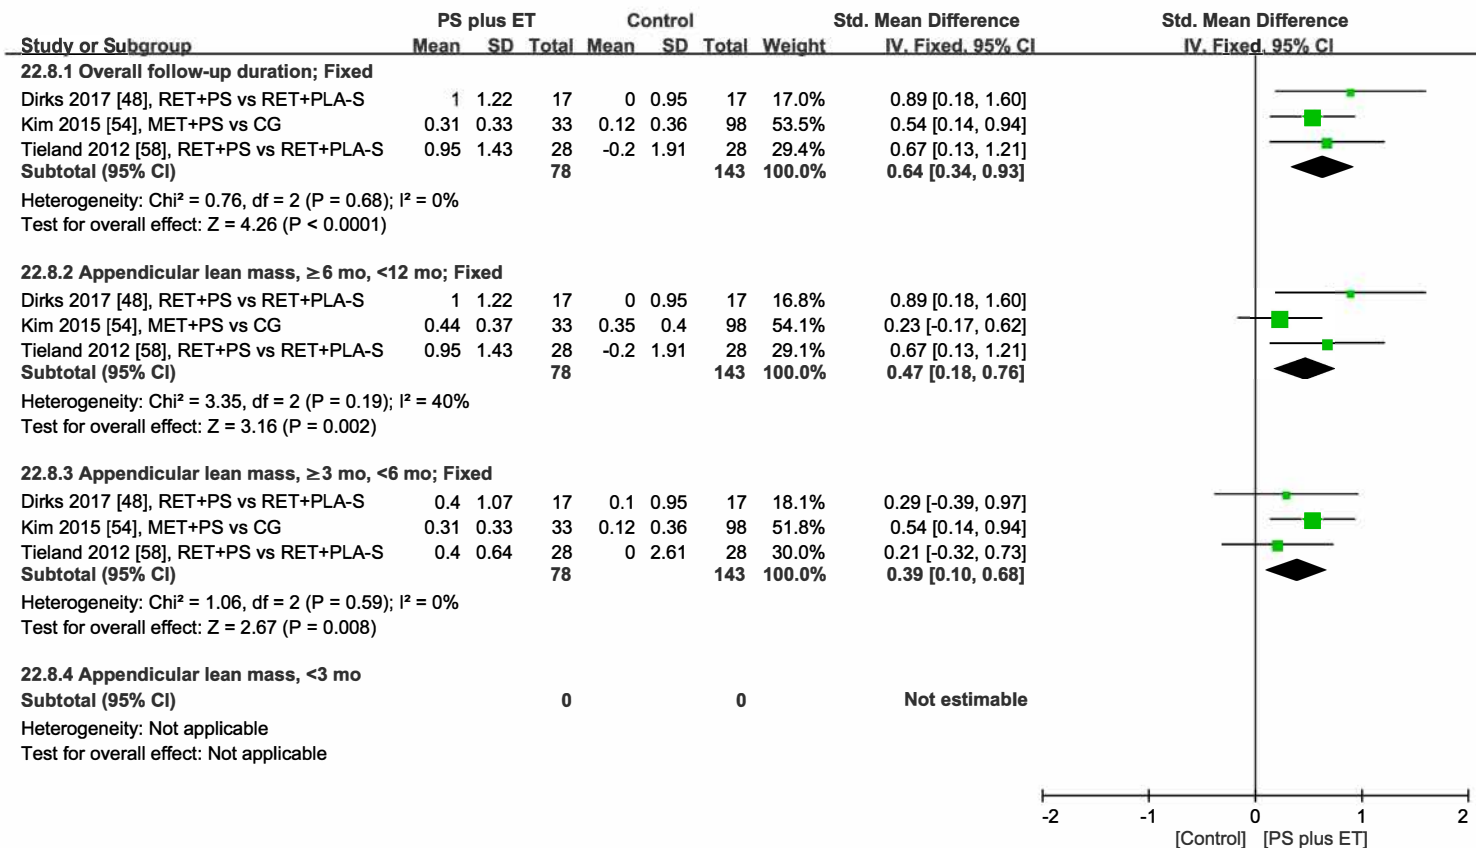 PS plus ET Control Std. Mean Difference Std. Mean Difference
Study or Subgroup Mean SD Total Mean SD Total Weight IV. Fixed. 95% CI IV. Fixed. 95% CI
22.8.1 Overall follow-up duration; Fixed
Dirks 2017 [48], RET+PS vs RET+PLA-S 1 1.22 17 0 0.95 17 17.0% 0.89 [0.18, 1.60]
Kim 2015 [54], MET+PS vs CG 0.31 0.33 33 0.12 0.36 98 53.5% 0.54 [0.14, 0.94]
Tieland 2012 [58], RET+PS vs RET+PLA-S 0.95 1.43 28 -0.2 1.91 28 29.4% 0.67 [0.13, 1.21]
Subtotal (95% CI) 78 143 100.0% 0.64 [0.34, 0.93]
Heterogeneity: Chi² = 0.76, df = 2 (P = 0.68); I² = 0%
Test for overall effect: Z = 4.26 (P < 0.0001)
22.8.2 Appendicular lean mass, ≥6 mo, <12 mo; Fixed
Dirks 2017 [48], RET+PS vs RET+PLA-S 1 1.22 17 0 0.95 17 16.8% 0.89 [0.18, 1.60]
Kim 2015 [54], MET+PS vs CG 0.44 0.37 33 0.35 0.4 98 54.1% 0.23 [-0.17, 0.62]
Tieland 2012 [58], RET+PS vs RET+PLA-S 0.95 1.43 28 -0.2 1.91 28 29.1% 0.67 [0.13, 1.21]
Subtotal (95% CI) 78 143 100.0% 0.47 [0.18, 0.76]
Heterogeneity: Chi² = 3.35, df = 2 (P = 0.19); I² = 40%
Test for overall effect: Z = 3.16 (P = 0.002)
22.8.3 Appendicular lean mass, ≥3 mo, <6 mo; Fixed
Dirks 2017 [48], RET+PS vs RET+PLA-S 0.4 1.07 17 0.1 0.95 17 18.1% 0.29 [-0.39, 0.97]
Kim 2015 [54], MET+PS vs CG 0.31 0.33 33 0.12 0.36 98 51.8% 0.54 [0.14, 0.94]
Tieland 2012 [58], RET+PS vs RET+PLA-S 0.4 0.64 28 0 2.61 28 30.0% 0.21 [-0.32, 0.73]
Subtotal (95% CI) 78 143 100.0% 0.39 [0.10, 0.68]
Heterogeneity: Chi² = 1.06, df = 2 (P = 0.59); I² = 0%
Test for overall effect: Z = 2.67 (P = 0.008)
22.8.4 Appendicular lean mass, <3 mo
Subtotal (95% CI) 0 0 Not estimable
Heterogeneity: Not applicable
Test for overall effect: Not applicable
-2 -1 0 1 2
[Control] [PS plus ET]